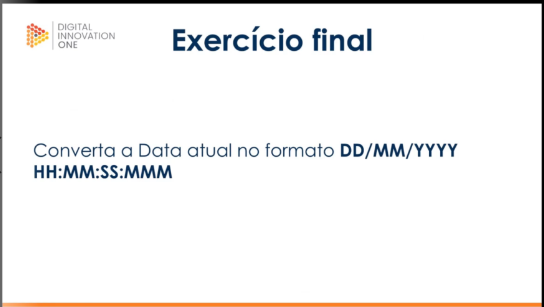 DIGITAL
INNOVATION
ONE
Exercício final
Converta a Data atual no formato DD/MM/YYYY
HH:MM:SS:MMM